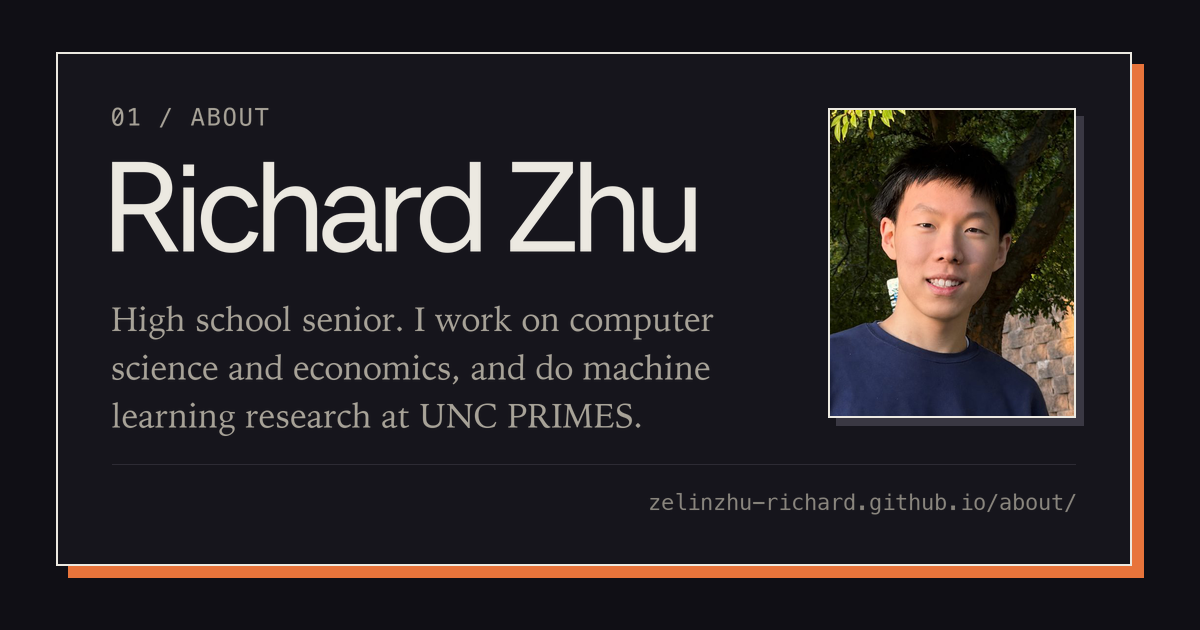 01 / ABOUT
Richard Zhu
High school senior. I work on computer
science and economics, and do machine
learning research at UNC PRIMES.
zelinzhu-richard.github.io/about/